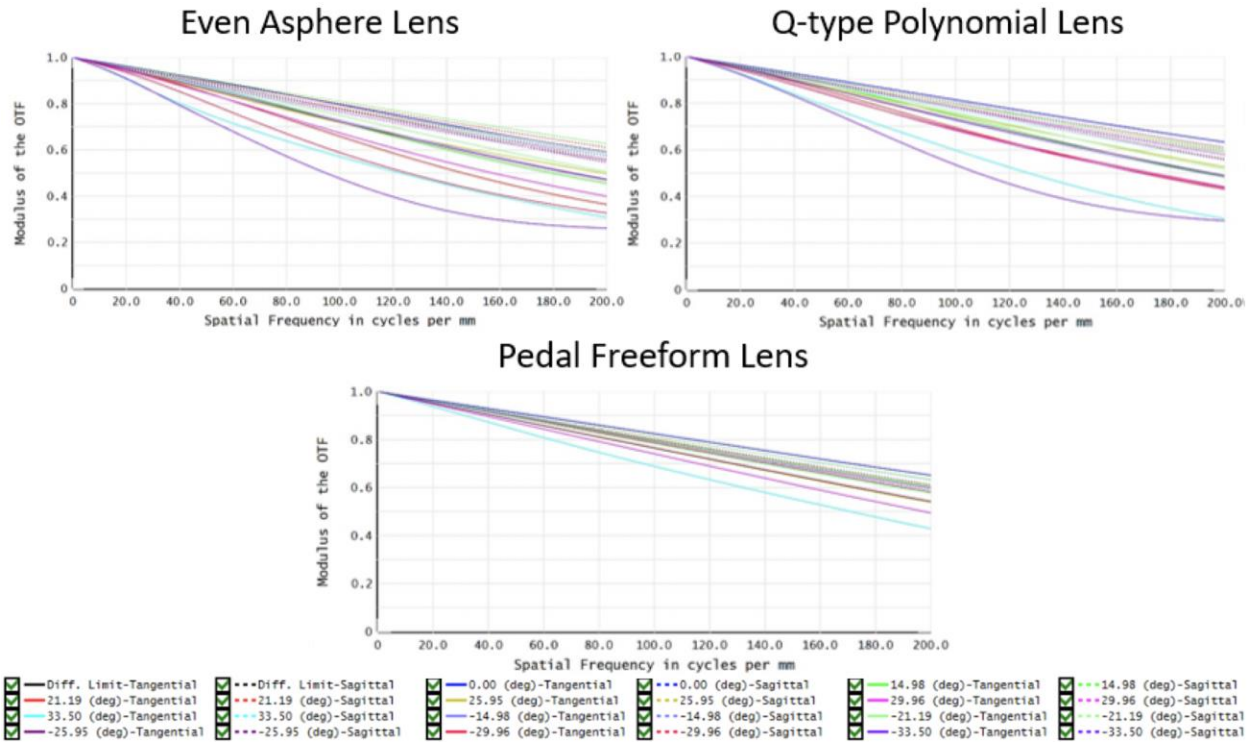 Even Asphere Lens
1.0
0.8
0.6
0.4
0.2
0
Modulus of the OTF
0 20.0 40.0 60.0 80.0 100.0 120.0 140.0 160.0 180.0 200.0
Spatial Frequency in cycles per mm
Q-type Polynomial Lens
1.0
0.8
0.6
0.4
0.2
0
Modulus of the OTF
0 20.0 40.0 60.0 80.0 100.0 120.0 140.0 160.0 180.0 200.0
Spatial Frequency in cycles per mm
Pedal Freeform Lens
1.0
0.8
0.6
0.4
0.2
0
Modulus of the OTF
0 20.0 40.0 60.0 80.0 100.0 120.0 140.0 160.0 180.0 200.0
Spatial Frequency in cycles per mm
Diff. Limit-Tangential Diff. Limit-Sagittal 0.00 (deg)-Tangential 0.00 (deg)-Sagittal 14.98 (deg)-Tangential 14.98 (deg)-Sagittal
21.19 (deg)-Tangential 21.19 (deg)-Sagittal 25.95 (deg)-Tangential 25.95 (deg)-Sagittal 29.96 (deg)-Tangential 29.96 (deg)-Sagittal
33.50 (deg)-Tangential 33.50 (deg)-Sagittal -14.98 (deg)-Tangential -14.98 (deg)-Sagittal -21.19 (deg)-Tangential -21.19 (deg)-Sagittal
-25.95 (deg)-Tangential -25.95 (deg)-Sagittal -29.96 (deg)-Tangential -29.96 (deg)-Sagittal -33.50 (deg)-Tangential -33.50 (deg)-Sagittal